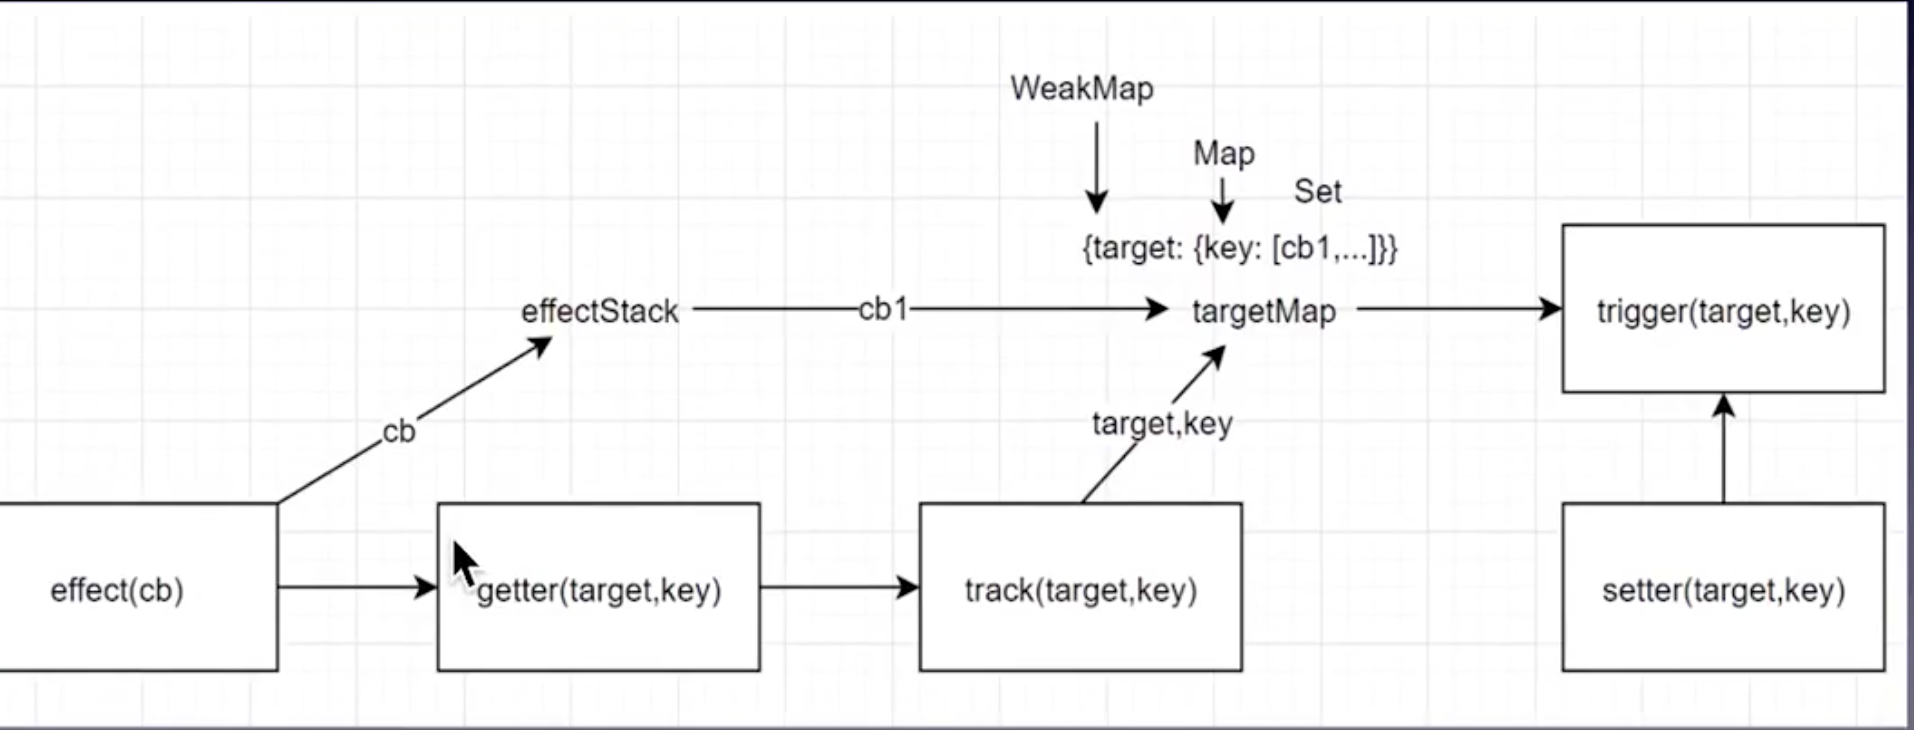 WeakMap
Map
Set
{target: {key: [cb1,...]}}
effectStack
cb1
targetMap
trigger(target,key)
cb
target,key
effect(cb)
getter(target,key)
track(target,key)
setter(target,key)